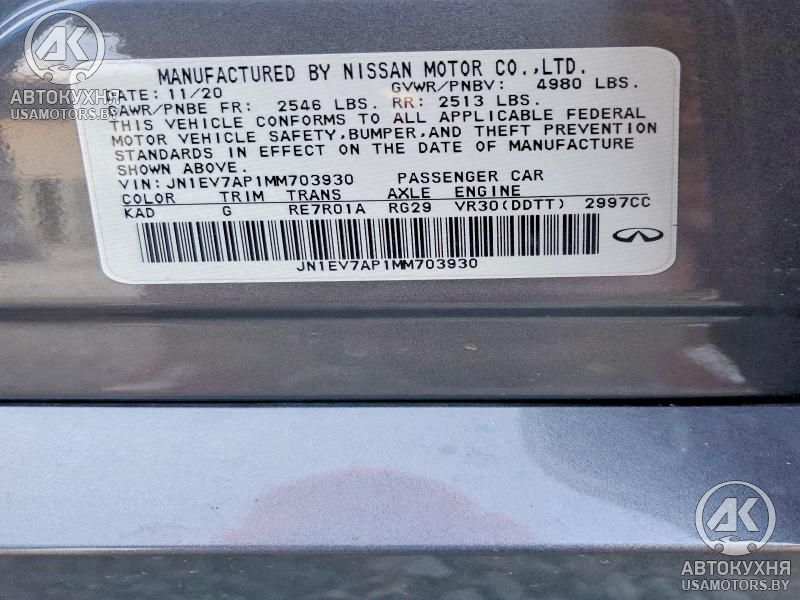 MANUFACTURED BY NISSAN MOTOR CO.,LTD.
DATE: 11/20 GVWR/PNBV: 4980 LBS.
GAWR/PNBE FR: 2546 LBS. RR: 2513 LBS.
THIS VEHICLE CONFORMS TO ALL APPLICABLE FEDERAL
MOTOR VEHICLE SAFETY,BUMPER,AND THEFT PREVENTION
STANDARDS IN EFFECT ON THE DATE OF MANUFACTURE
SHOWN ABOVE.
VIN:JN1EV7AP1MM703930 PASSENGER CAR
COLOR TRIM TRANS AXLE ENGINE
KAD G RE7R01A RG29 VR30(DDTT) 2997CC
JN1EV7AP1MM703930
АК
АВТОКУХНЯ
USAMOTORS.BY
АК
АВТОКУХНЯ
USAMOTORS.BY